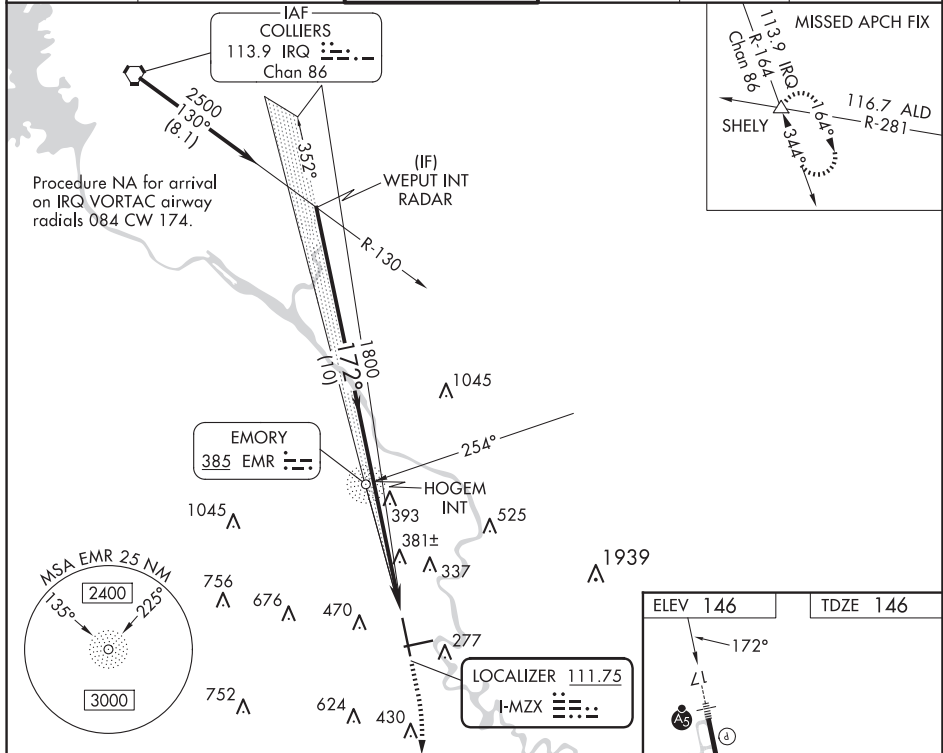 IAF
COLLIERS
113.9 IRQ
Chan 86
2500
130°
(8.1)
352°
(IF)
WEPUT INT
RADAR
R-130
Procedure NA for arrival
on IRQ VORTAC airway
radials 084 CW 174.
MISSED APCH FIX
113.9 IRQ
R-164
Chan 86
SHELY
164°
344°
116.7 ALD
R-281
1800
172°
(10)
1045
254°
EMORY
385 EMR
HOGEM
INT
393
1045
525
381±
337
1939
MSA EMR 25 NM
135°
2400
225°
3000
756
676
470
277
752
624
430
LOCALIZER 111.75
I-MZX
ELEV 146
TDZE 146
172°
17
A5
P